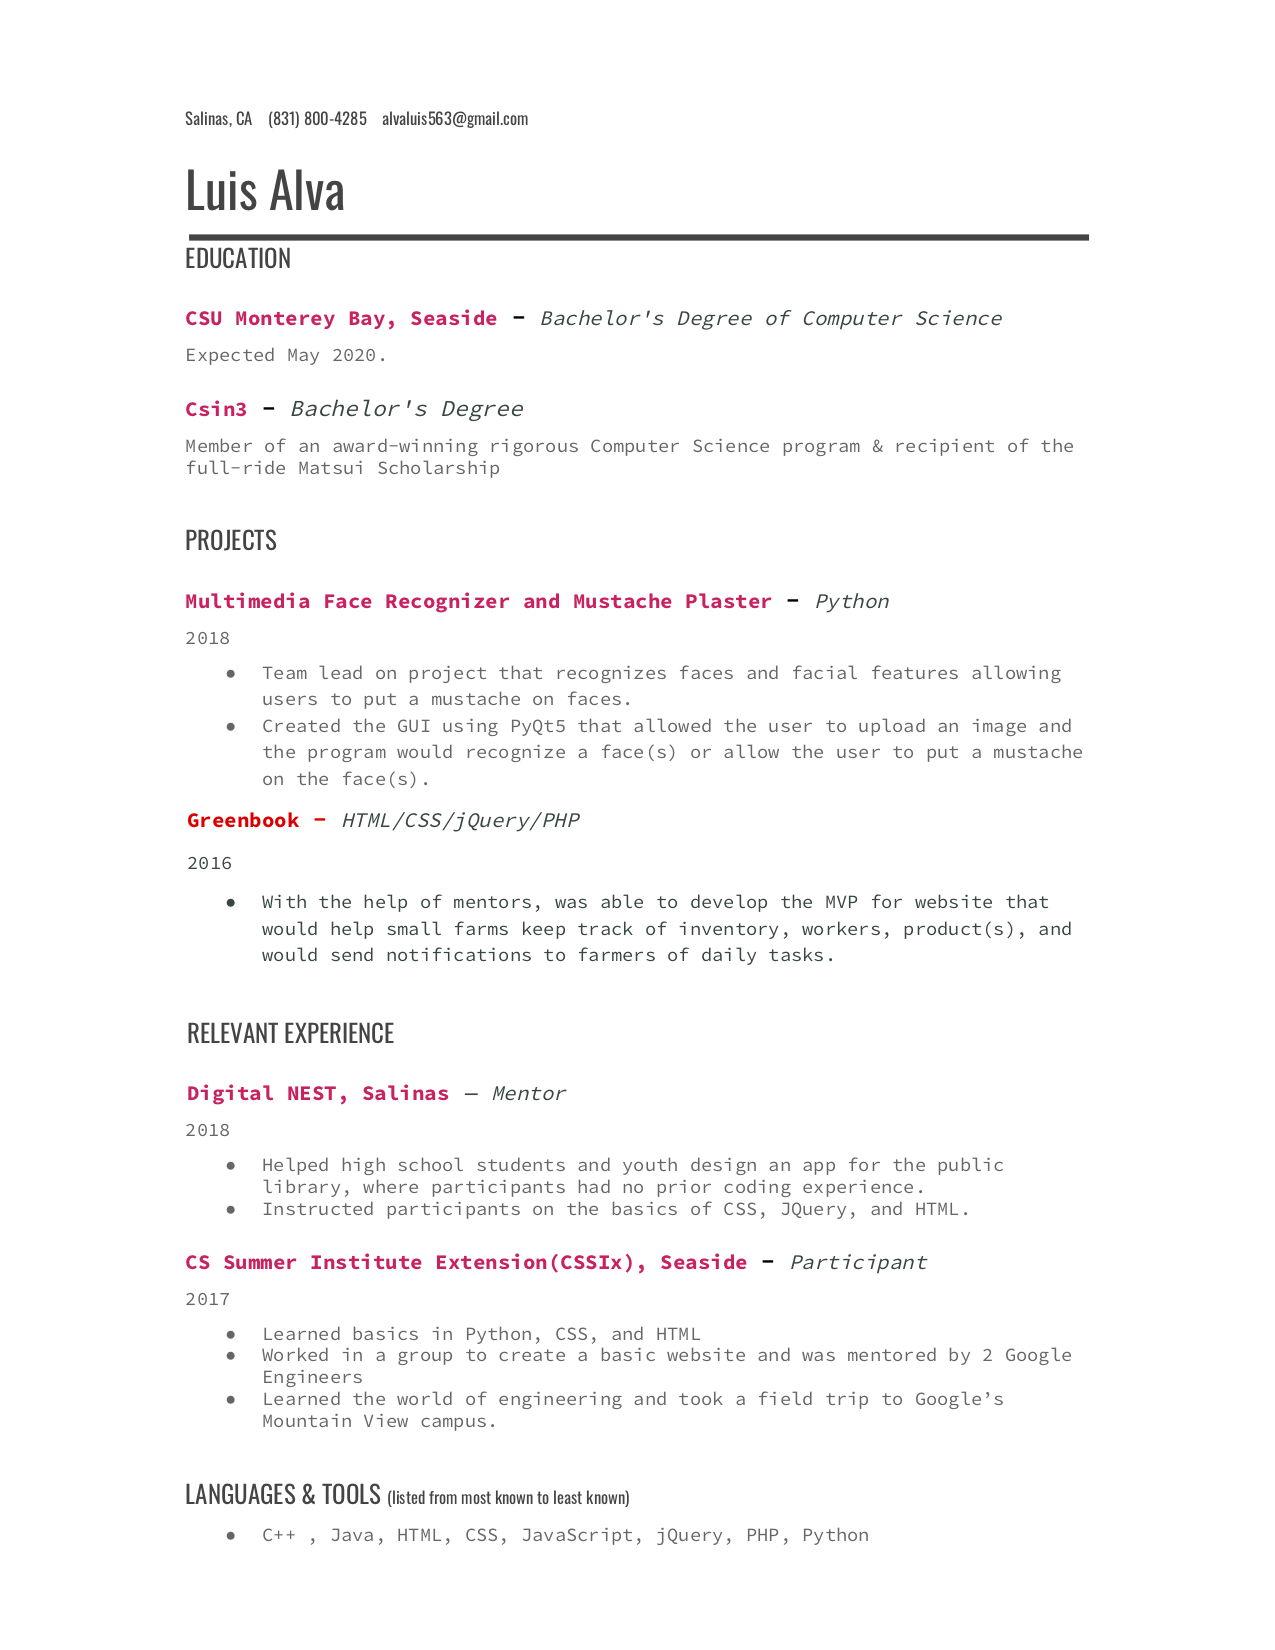 Salinas, CA (831) 800-4285 alvaluis563@gmail.com
Luis Alva
EDUCATION
CSU Monterey Bay, Seaside - Bachelor's Degree of Computer Science
Expected May 2020.
Csin3 - Bachelor's Degree
Member of an award-winning rigorous Computer Science program & recipient of the
full-ride Matsui Scholarship
PROJECTS
Multimedia Face Recognizer and Mustache Plaster - Python
2018
● Team lead on project that recognizes faces and facial features allowing
users to put a mustache on faces.
● Created the GUI using PyQt5 that allowed the user to upload an image and
the program would recognize a face(s) or allow the user to put a mustache
on the face(s).
Greenbook - HTML/CSS/jQuery/PHP
2016
● With the help of mentors, was able to develop the MVP for website that
would help small farms keep track of inventory, workers, product(s), and
would send notifications to farmers of daily tasks.
RELEVANT EXPERIENCE
Digital NEST, Salinas — Mentor
2018
● Helped high school students and youth design an app for the public
library, where participants had no prior coding experience.
● Instructed participants on the basics of CSS, JQuery, and HTML.
CS Summer Institute Extension(CSSIx), Seaside - Participant
2017
● Learned basics in Python, CSS, and HTML
● Worked in a group to create a basic website and was mentored by 2 Google
Engineers
● Learned the world of engineering and took a field trip to Google’s
Mountain View campus.
LANGUAGES & TOOLS (listed from most known to least known)
● C++ , Java, HTML, CSS, JavaScript, jQuery, PHP, Python